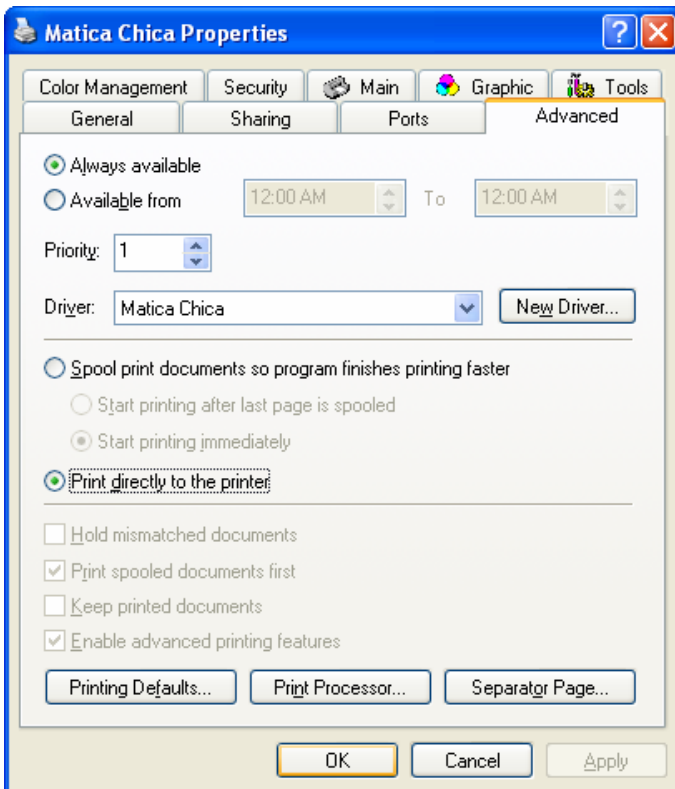 Matica Chica Properties
Color Management Security Main Graphic Tools
General Sharing Ports Advanced
Always available
Available from 12:00 AM To 12:00 AM
Priority: 1
Driver: Matica Chica New Driver...
Spool print documents so program finishes printing faster
Start printing after last page is spooled
Start printing immediately
Print directly to the printer
Hold mismatched documents
Print spooled documents first
Keep printed documents
Enable advanced printing features
Printing Defaults... Print Processor... Separator Page...
OK Cancel Apply